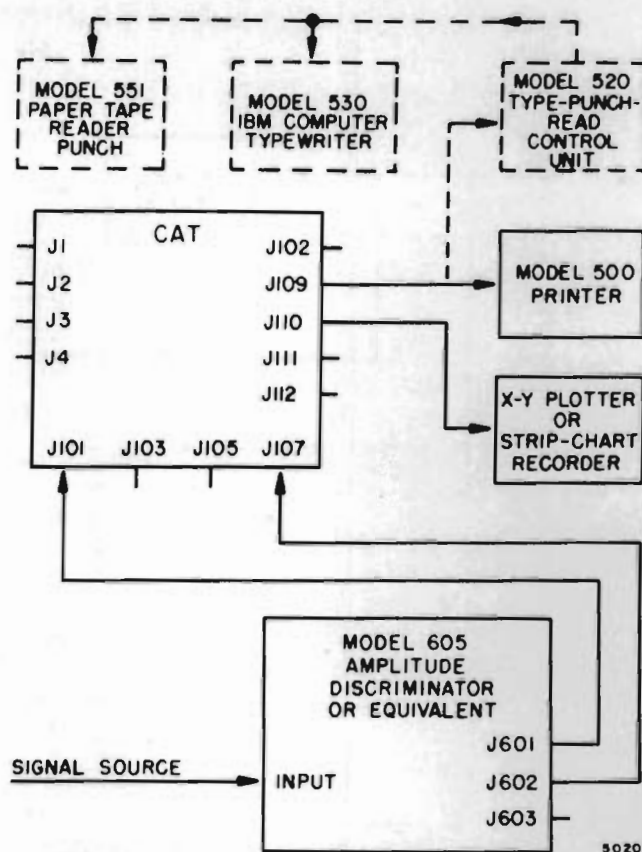 MODEL 551
PAPER TAPE
READER
PUNCH
MODEL 530
IBM COMPUTER
TYPEWRITER
MODEL 520
TYPE-PUNCH-
READ
CONTROL
UNIT
CAT
J1
J2
J3
J4
J102
J109
J110
J111
J112
J101
J103
J105
J107
MODEL 500
PRINTER
X-Y PLOTTER
OR
STRIP-CHART
RECORDER
MODEL 605
AMPLITUDE
DISCRIMINATOR
OR EQUIVALENT
J601
SIGNAL SOURCE
INPUT
J602
J603
5020